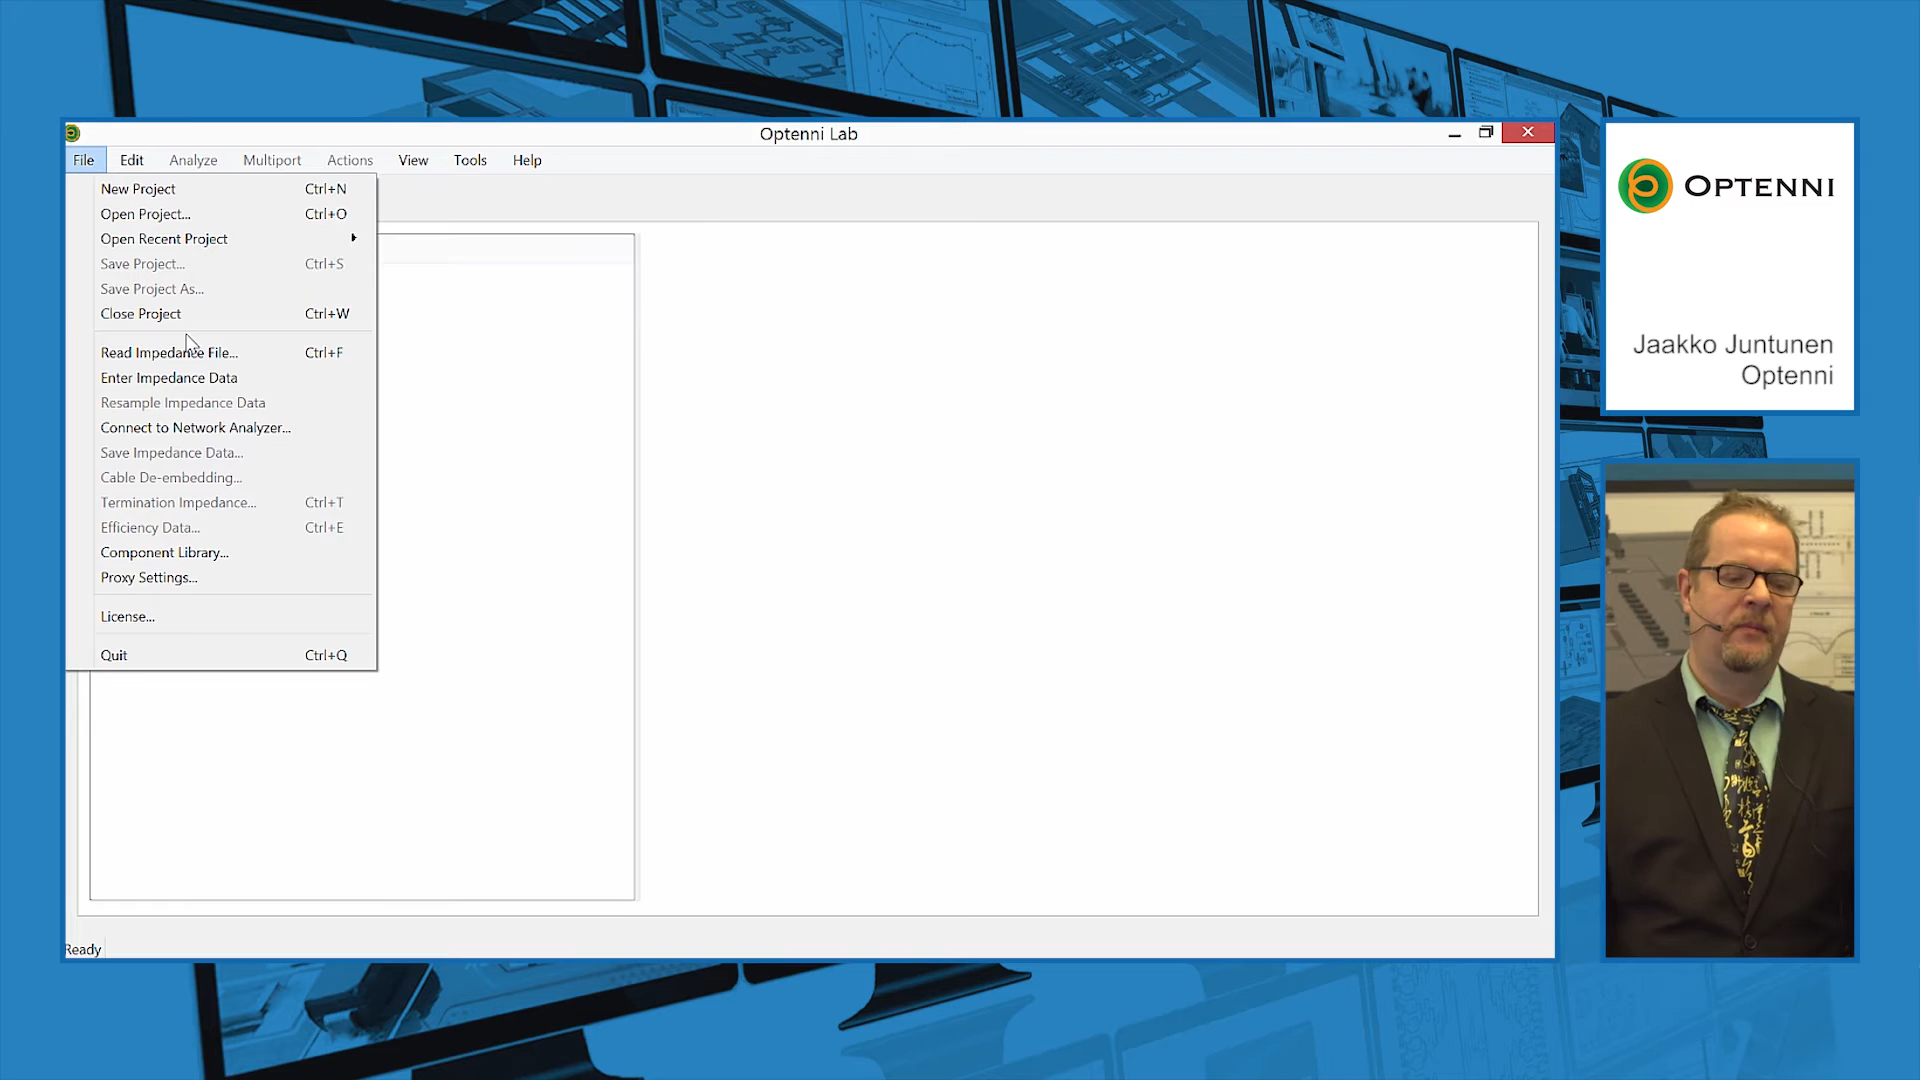 Optenni Lab
File Edit Analyze Multiport Actions View Tools Help
New Project Ctrl+N
Open Project... Ctrl+O
Open Recent Project
Save Project... Ctrl+S
Save Project As...
Close Project Ctrl+W
Read Impedance File... Ctrl+F
Enter Impedance Data
Resample Impedance Data
Connect to Network Analyzer...
Save Impedance Data...
Cable De-embedding...
Termination Impedance... Ctrl+T
Efficiency Data... Ctrl+E
Component Library...
Proxy Settings...
License...
Quit Ctrl+Q
Ready
OPTENNI
Jaakko Juntunen
Optenni